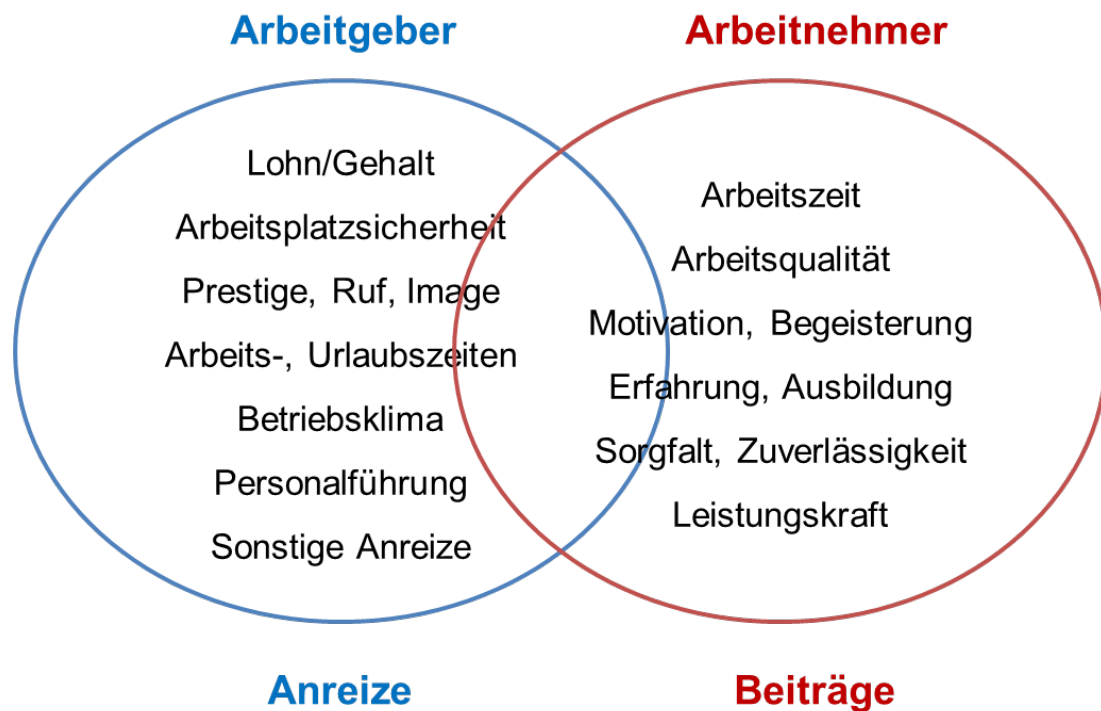 Arbeitgeber
Arbeitnehmer
Lohn/Gehalt
Arbeitsplatzsicherheit
Prestige, Ruf, Image
Arbeits-, Urlaubszeiten
Betriebsklima
Personalführung
Sonstige Anreize
Arbeitszeit
Arbeitsqualität
Motivation, Begeisterung
Erfahrung, Ausbildung
Sorgfalt, Zuverlässigkeit
Leistungskraft
Anreize
Beiträge